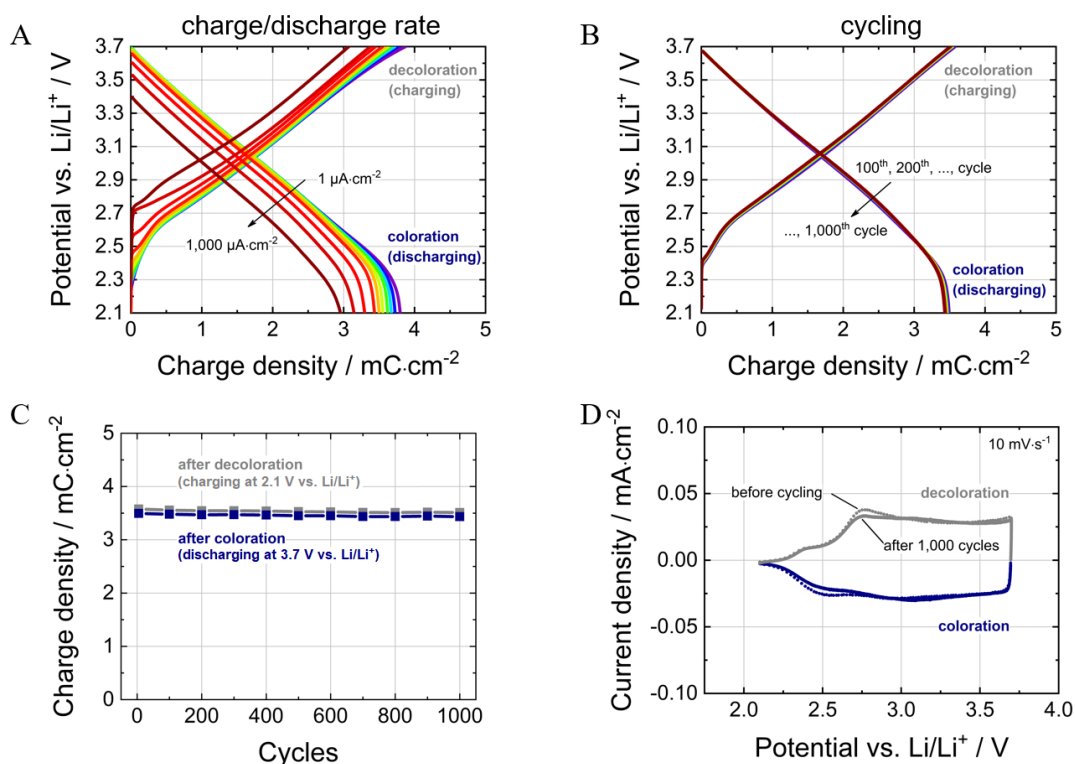 A
charge/discharge rate
Potential vs. Li/Li⁺ / V
3.7
3.5
3.3
3.1
2.9
2.7
2.5
2.3
2.1
decoloration
(charging)
1 µA·cm⁻²
1,000 µA·cm⁻²
coloration
(discharging)
0 1 2 3 4 5
Charge density / mC·cm⁻²
B
cycling
Potential vs. Li/Li⁺ / V
3.7
3.5
3.3
3.1
2.9
2.7
2.5
2.3
2.1
decoloration
(charging)
100ᵗʰ, 200ᵗʰ, ..., cycle
..., 1,000ᵗʰ cycle
coloration
(discharging)
0 1 2 3 4 5
Charge density / mC·cm⁻²
C
Charge density / mC·cm⁻²
5
4
3
2
1
0
after decoloration
(charging at 2.1 V vs. Li/Li⁺)
after coloration
(discharging at 3.7 V vs. Li/Li⁺)
0 200 400 600 800 1000
Cycles
D
Current density / mA·cm⁻²
0.10
0.05
0.00
-0.05
-0.10
10 mV·s⁻¹
before cycling
decoloration
after 1,000 cycles
coloration
2.0 2.5 3.0 3.5 4.0
Potential vs. Li/Li⁺ / V